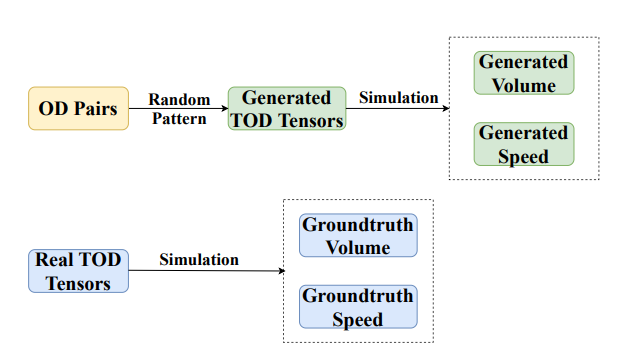 OD Pairs
Random
Pattern
Generated
TOD Tensors
Simulation
Generated
Volume
Generated
Speed
Real TOD
Tensors
Simulation
Groundtruth
Volume
Groundtruth
Speed